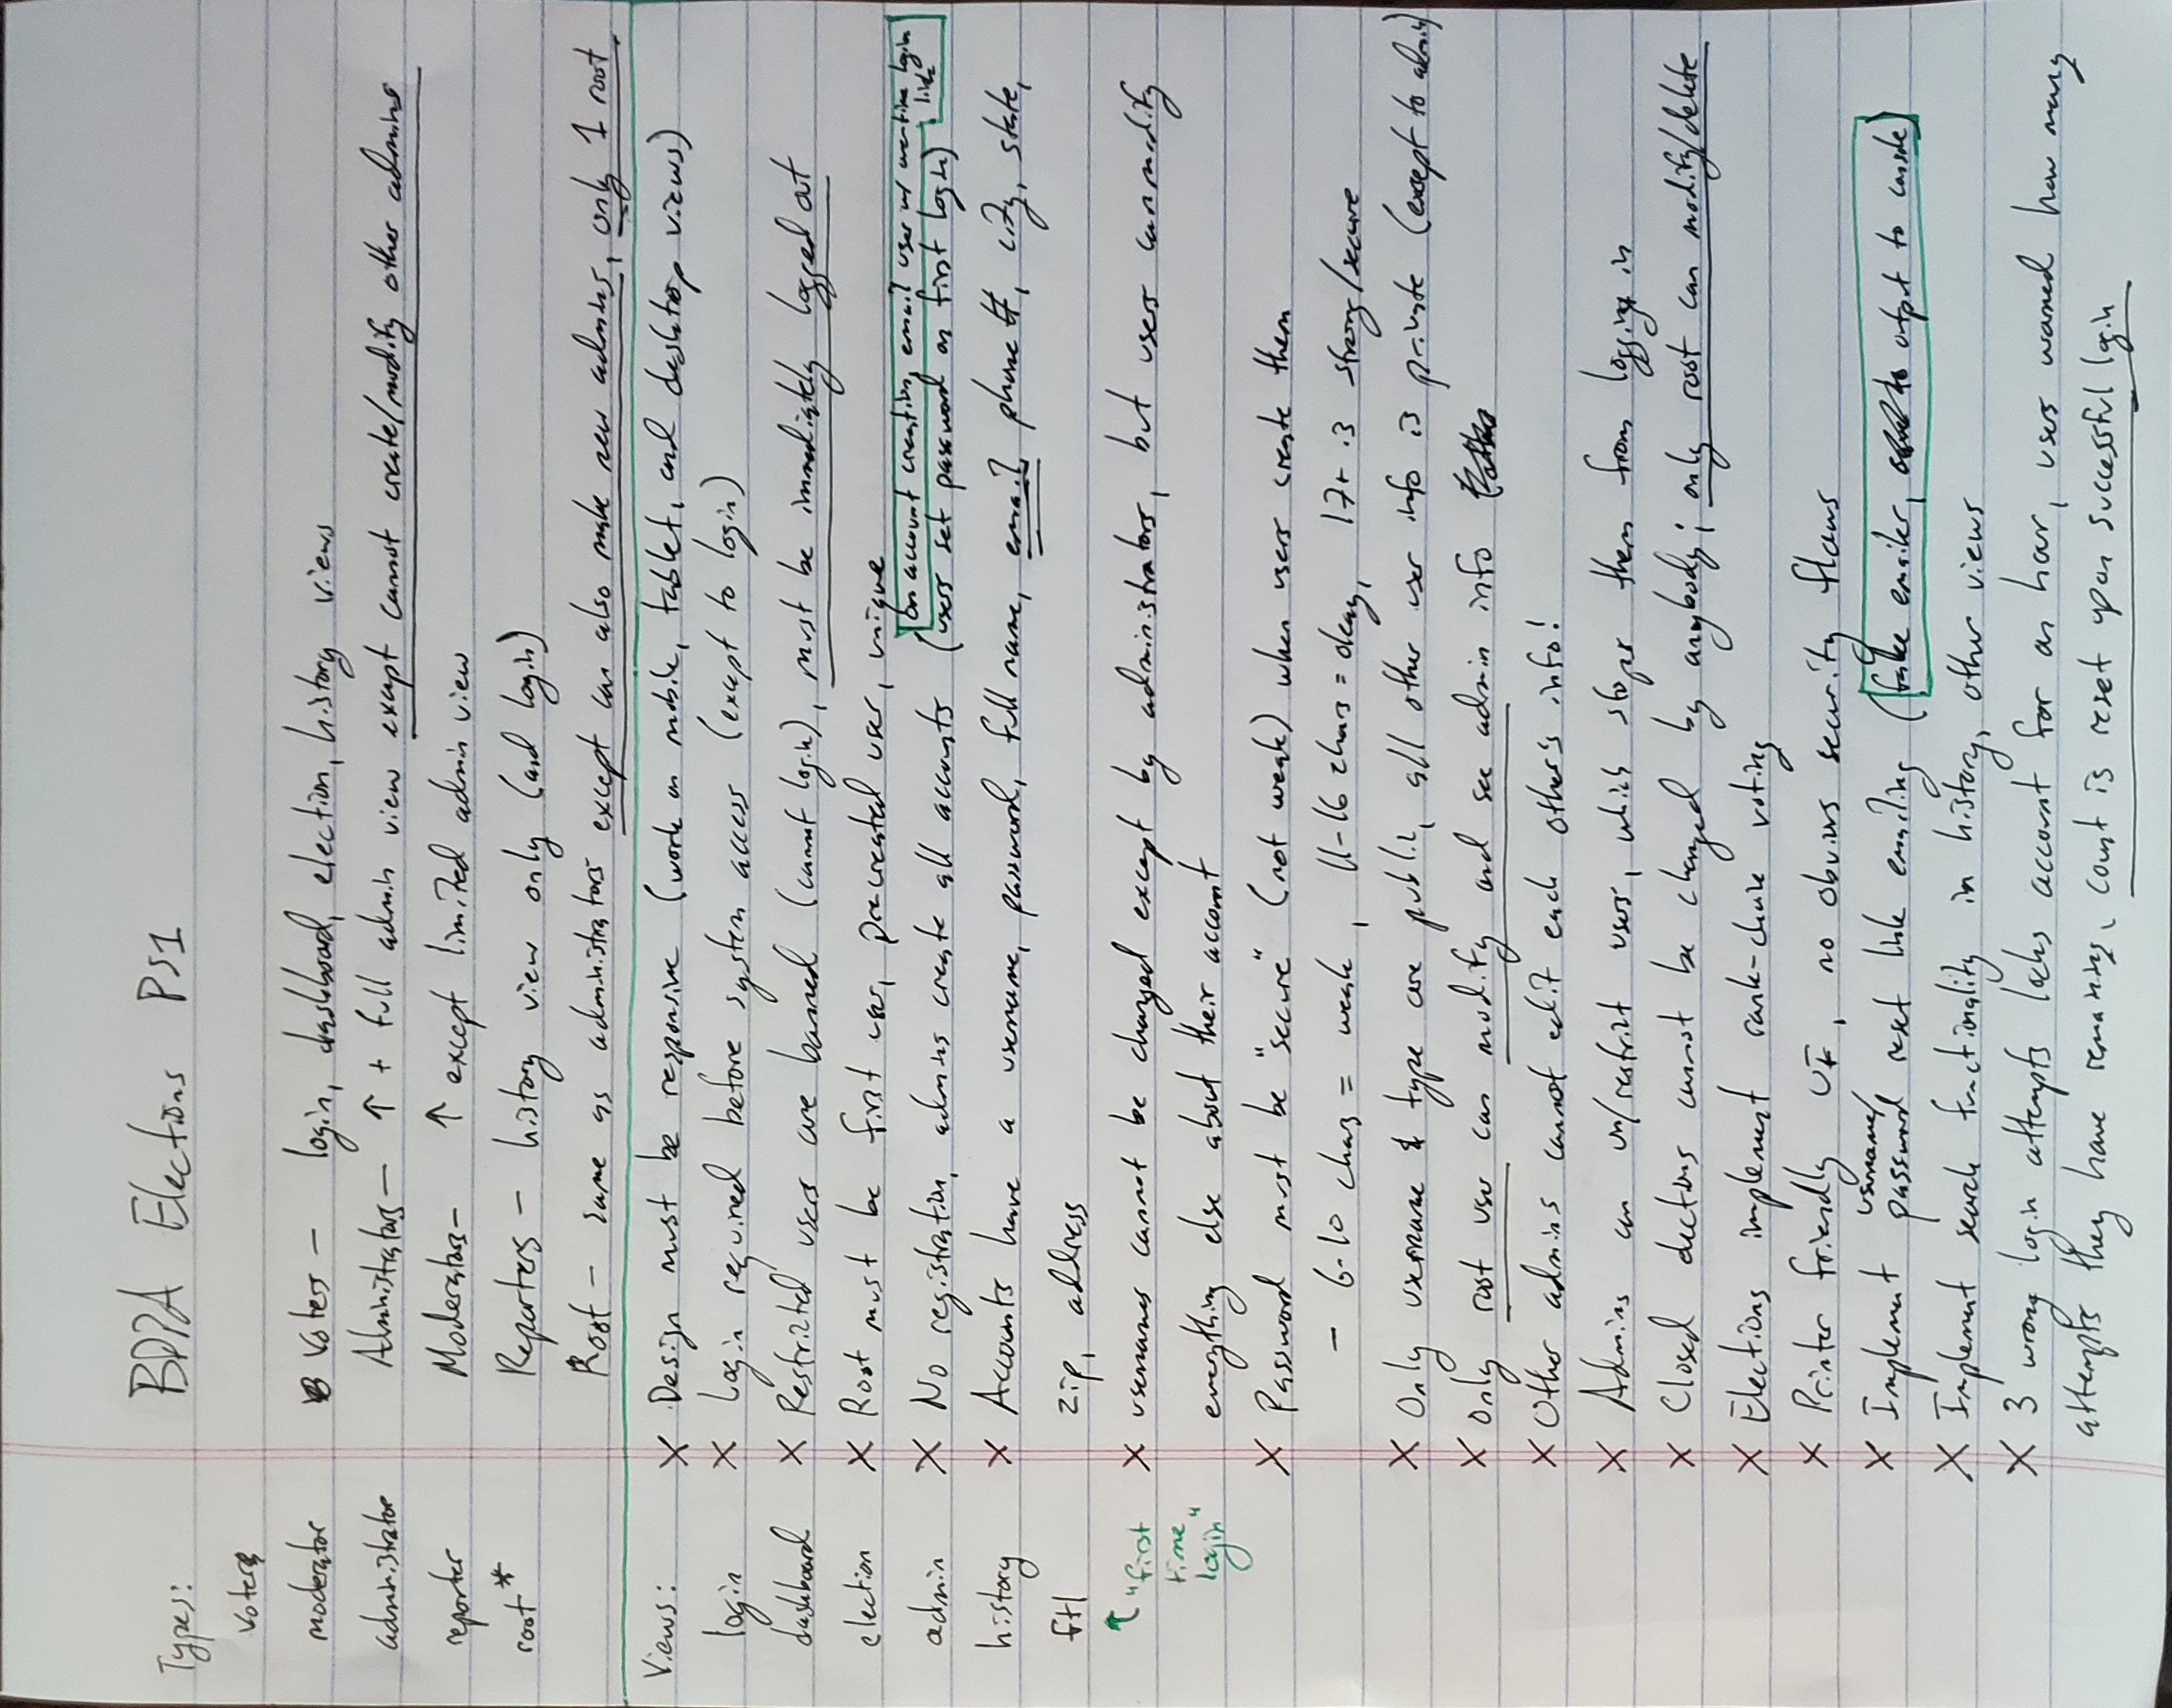 BDPA Elections PS1
Types:
voters
moderator
administrator
reporter
root*
Voters – login, dashboard, election, history views
Administrators – ↑ + full admin view except cannot create/modify other admins
Moderators – ↑ except limited admin view
Reporters – history view only (and login)
Root – same as administrators except can also make new admins, only 1 root
Views:
login
dashboard
election
admin
history
ftl
↑ "first
time
login"
X Design must be responsive (work on mobile, tablet, and desktop views)
X Login required before system access (except to login)
X Restricted users are banned (cannot login), must be immediately logged out
X Root must be first user, precreated user, unique
on account creation, email user w/ one time login
link
X No registration, admins create all accounts (users set password on first login)
X Accounts have a username, password, full name, email, phone #, city, state,
zip, address
X usernames cannot be changed except by administrators, but users can modify
everything else about their account
X Password must be "secure" (not weak) when users create them
– 6-10 chars = weak, 11-16 chars = okay, 17+ is strong/secure
X Only username & type are public, all other user info is private (except to admin)
X Only root user can modify and see admin info
X Other admins cannot edit each other's info!
X Admins can un/restrict users, which stops them from logging in
X Closed elections cannot be changed by anybody; only root can modify/delete
X Elections implement rank-choice voting
X Printer friendly UI, no obvious security flaws
X Implement username/password reset link emailing (fake emailer, output to console)
X Implement search functionality in history, other views
X 3 wrong login attempts locks account for an hour, users warned how many
attempts they have remaining, count is reset upon successful login